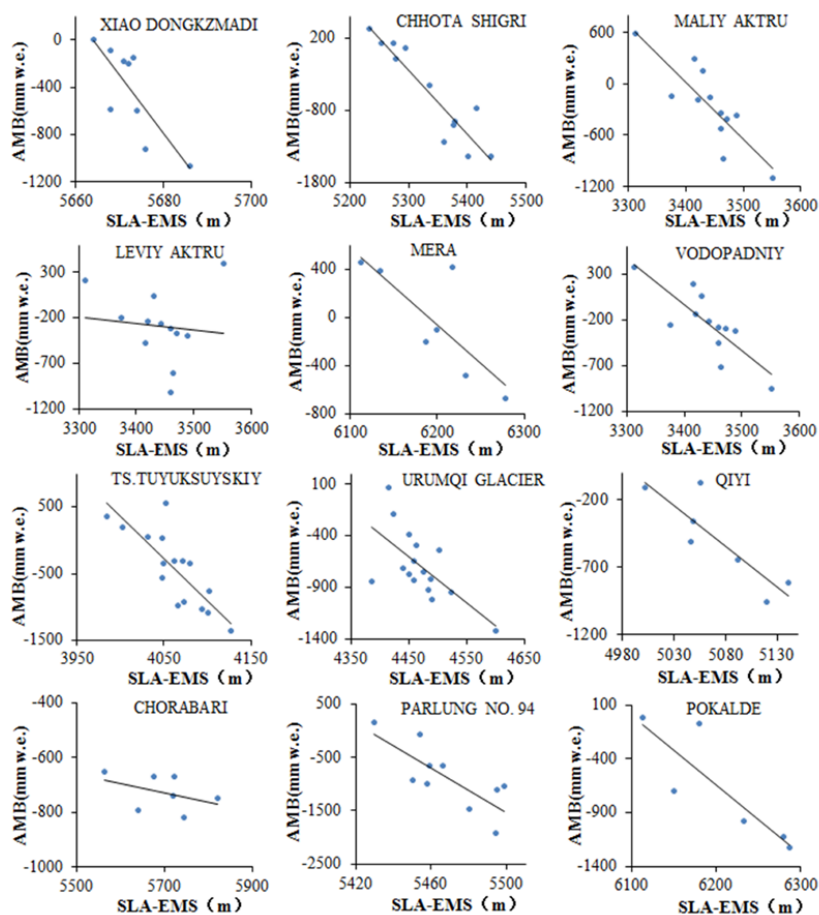 XIAO DONGKZMADI
AMB(mm w.e.)
0
-400
-800
-1200
5660
5680
5700
SLA-EMS（m）
CHHOTA SHIGRI
AMB(mm w.e.)
200
-800
-1800
5200
5300
5400
5500
SLA-EMS（m）
MALIY AKTRU
AMB(mm w.e.)
600
0
-600
-1200
3300
3400
3500
3600
SLA-EMS（m）
LEVIY AKTRU
AMB(mm w.e.)
300
-200
-700
-1200
3300
3400
3500
3600
SLA-EMS（m）
MERA
AMB(mm w.e.)
400
0
-400
-800
6100
6200
6300
SLA-EMS（m）
VODOPADNIY
AMB(mm w.e.)
300
-200
-700
-1200
3300
3400
3500
3600
SLA-EMS（m）
TS.TUYUKSUYSKIY
AMB(mm w.e.)
500
-500
-1500
3950
4050
4150
SLA-EMS（m）
URUMQI GLACIER
AMB(mm w.e.)
100
-400
-900
-1400
4350
4450
4550
4650
SLA-EMS（m）
QIYI
AMB(mm w.e.)
-200
-700
-1200
4980
5030
5080
5130
SLA-EMS（m）
CHORABARI
AMB(mm w.e.)
-400
-600
-800
-1000
5500
5700
5900
SLA-EMS（m）
PARLUNG NO. 94
AMB(mm w.e.)
500
-500
-1500
-2500
5420
5460
5500
SLA-EMS（m）
POKALDE
AMB(mm w.e.)
100
-400
-900
-1400
6100
6200
6300
SLA-EMS（m）